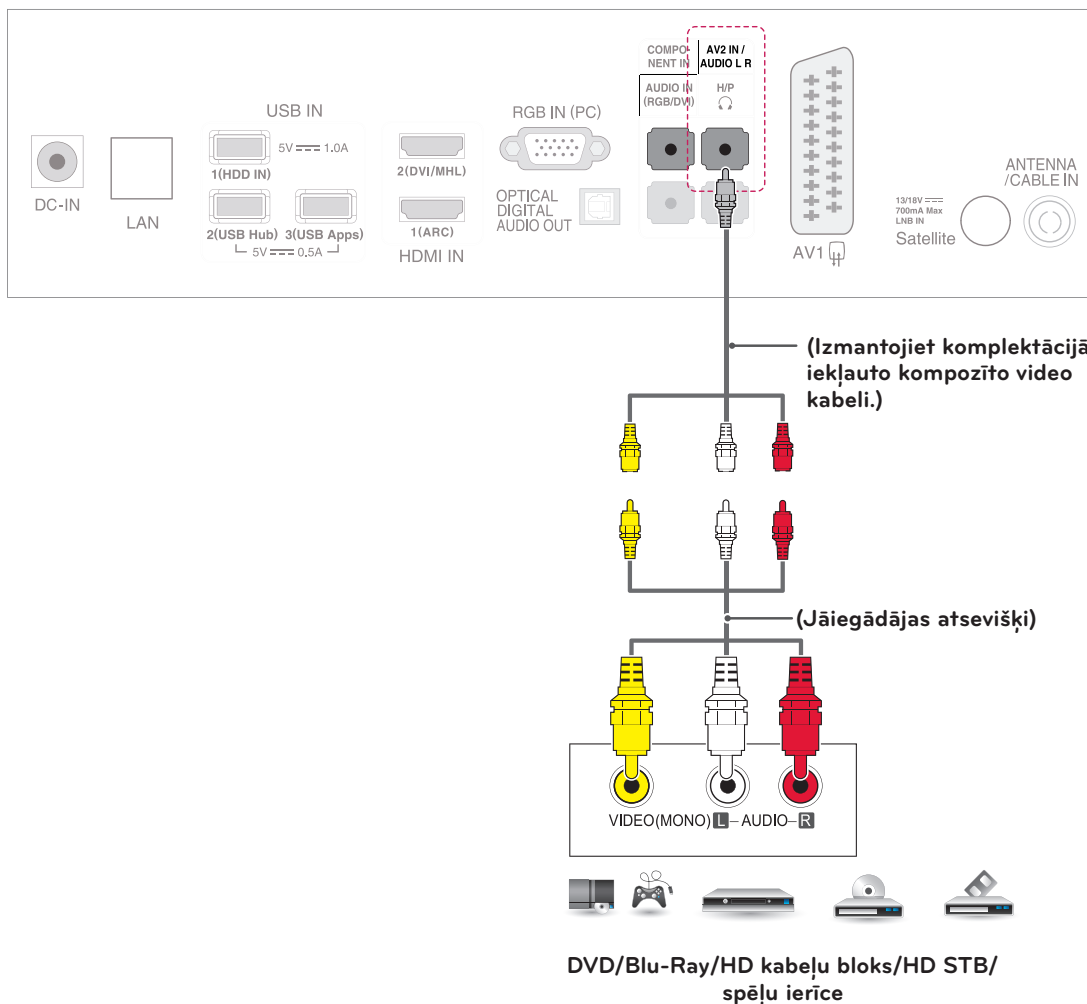 COMPO-
NENT IN
AV2 IN /
AUDIO L R
AUDIO IN
(RGB/DVI)
H/P
USB IN
RGB IN (PC)
5V 1.0A
1(HDD IN)
2(DVI/MHL)
ANTENNA
/CABLE IN
DC-IN
LAN
OPTICAL
DIGITAL
AUDIO OUT
13/18V
700mA Max
LNB IN
Satellite
2(USB Hub) 3(USB Apps)
5V 0.5A
1(ARC)
HDMI IN
AV1
(Izmantojiet komplektācijā
iekļauto kompozīto video
kabeli.)
(Jāiegādājas atsevišķi)
VIDEO (MONO) L - AUDIO - R
DVD/Blu-Ray/HD kabeļu bloks/HD STB/
spēļu ierīce